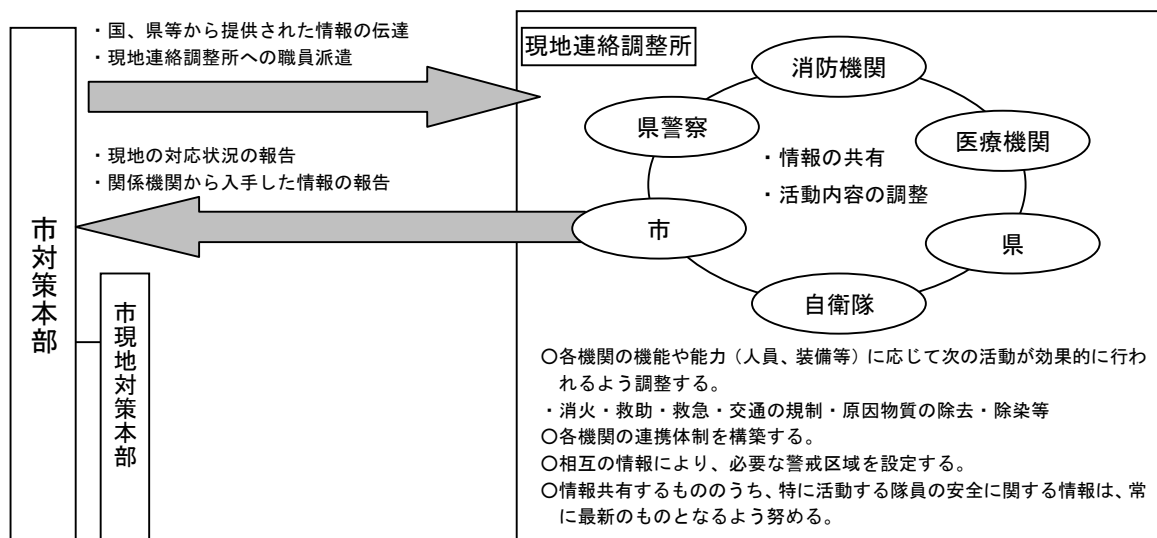 ・国、県等から提供された情報の伝達
・現地連絡調整所への職員派遣
・現地の対応状況の報告
・関係機関から入手した情報の報告
市対策本部
市現地対策本部
現地連絡調整所
消防機関
県警察
医療機関
・情報の共有
・活動内容の調整
市
県
自衛隊
○各機関の機能や能力（人員、装備等）に応じて次の活動が効果的に行わ
れるよう調整する。
・消火・救助・救急・交通の規制・原因物質の除去・除染等
○各機関の連携体制を構築する。
○相互の情報により、必要な警戒区域を設定する。
○情報共有するもののうち、特に活動する隊員の安全に関する情報は、常
に最新のものとなるよう努める。